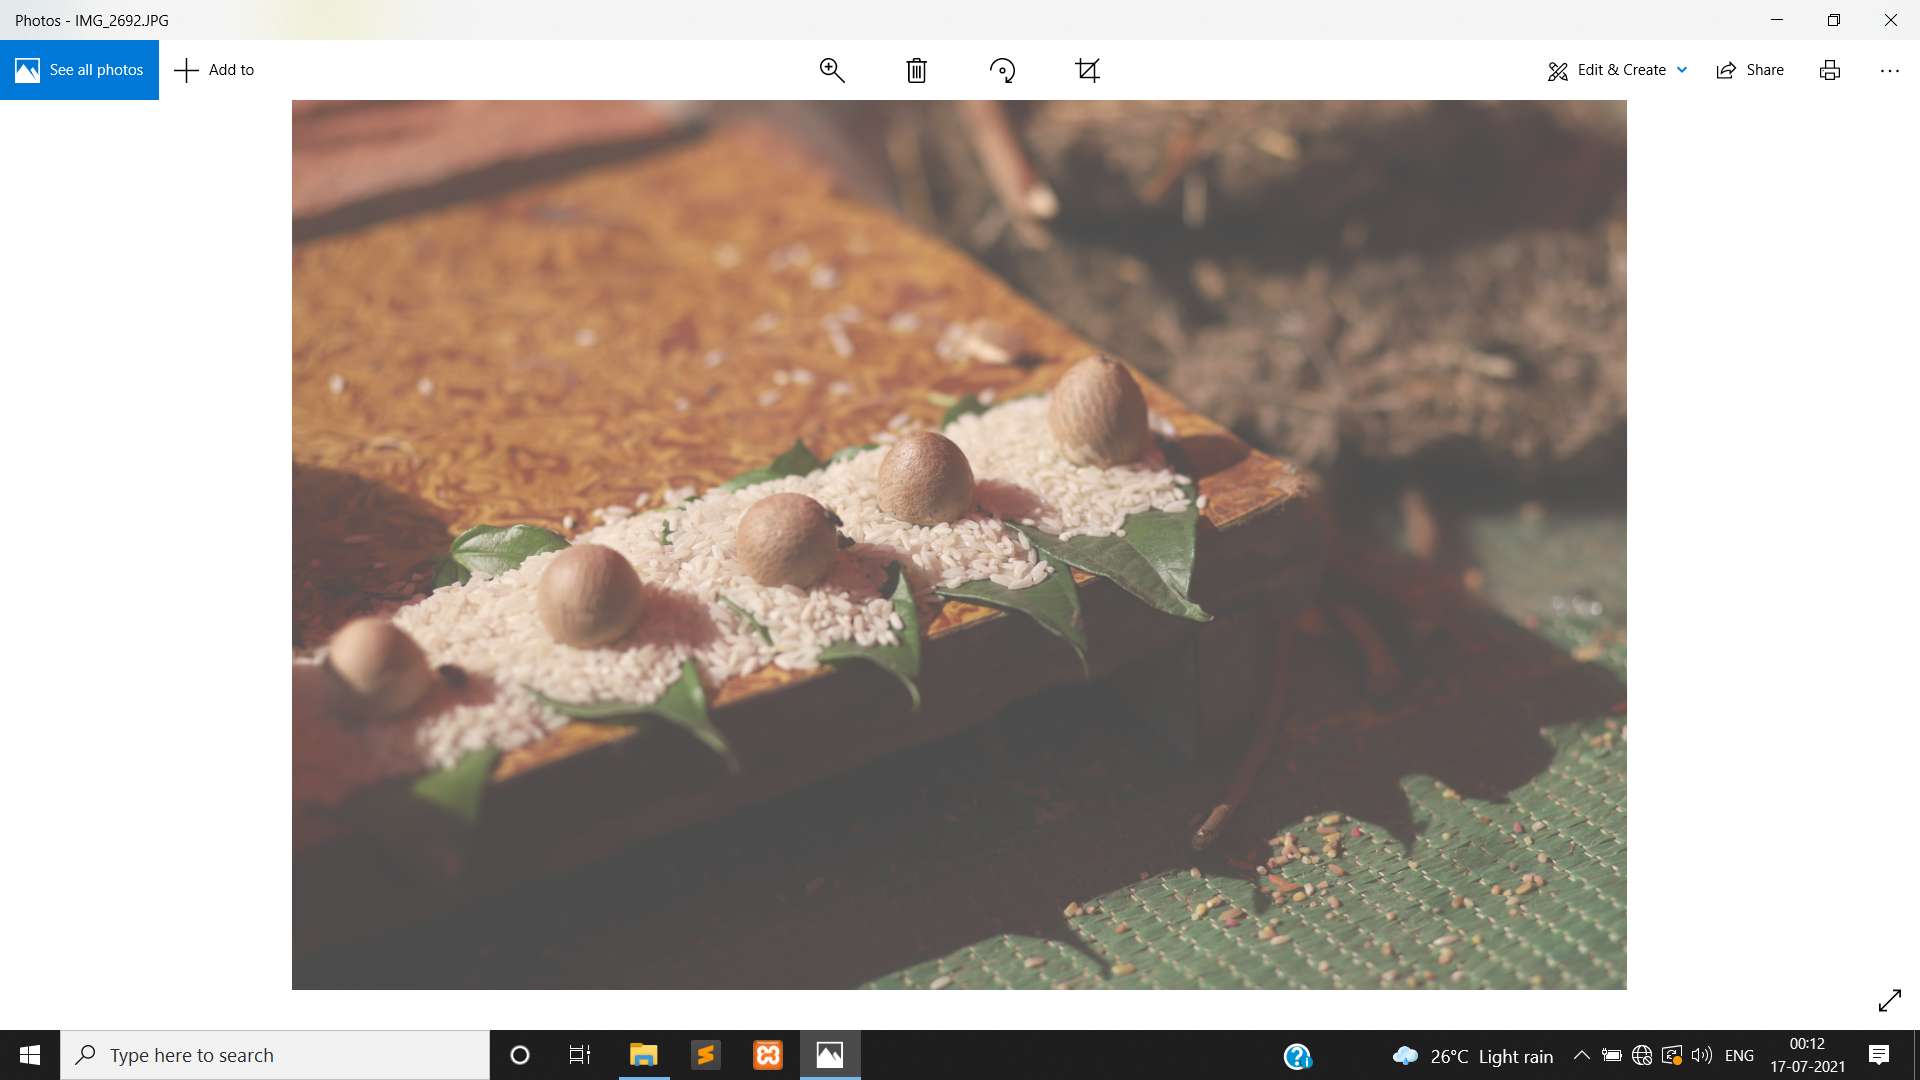 Photos - IMG_2692.JPG
See all photos
Add to
Edit & Create
Share
Type here to search
26°C Light rain
ENG
00:12
17-07-2021